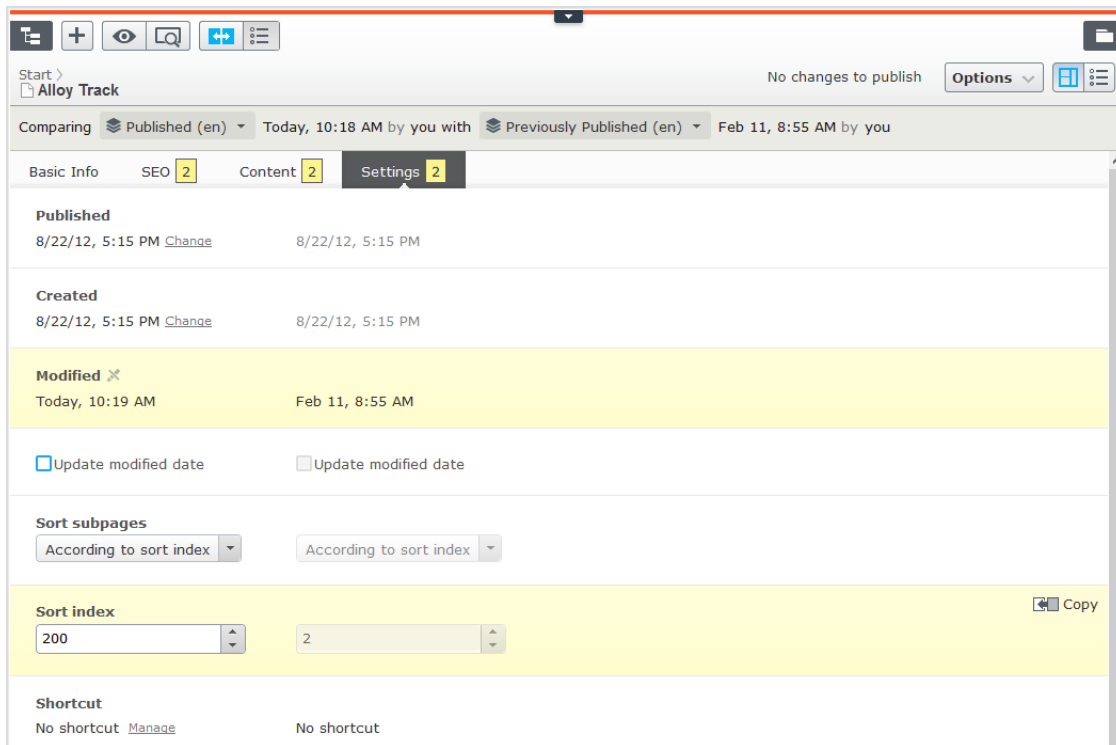 Start
No changes to publish
Options
Alloy Track
Comparing Published (en) Today, 10:18 AM by you with Previously Published (en) Feb 11, 8:55 AM by you
Basic Info SEO 2 Content 2 Settings 2
Published
8/22/12, 5:15 PM Change 8/22/12, 5:15 PM
Created
8/22/12, 5:15 PM Change 8/22/12, 5:15 PM
Modified
Today, 10:19 AM Feb 11, 8:55 AM
Update modified date Update modified date
Sort subpages
According to sort index According to sort index
Sort index Copy
200 2
Shortcut
No shortcut Manage No shortcut